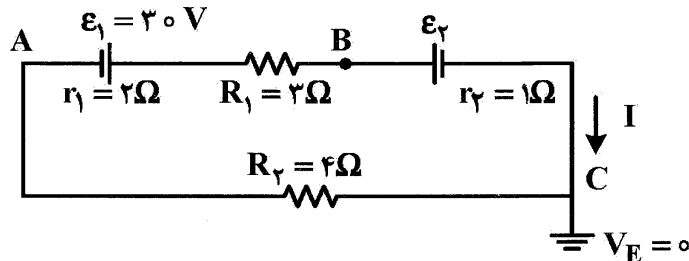 A
ε₁ = ۳۰ V
r₁ = ۲Ω
R₁ = ۳Ω
B
ε₂
r₂ = ۱Ω
I
R₂ = ۴Ω
C
V_E = ۰